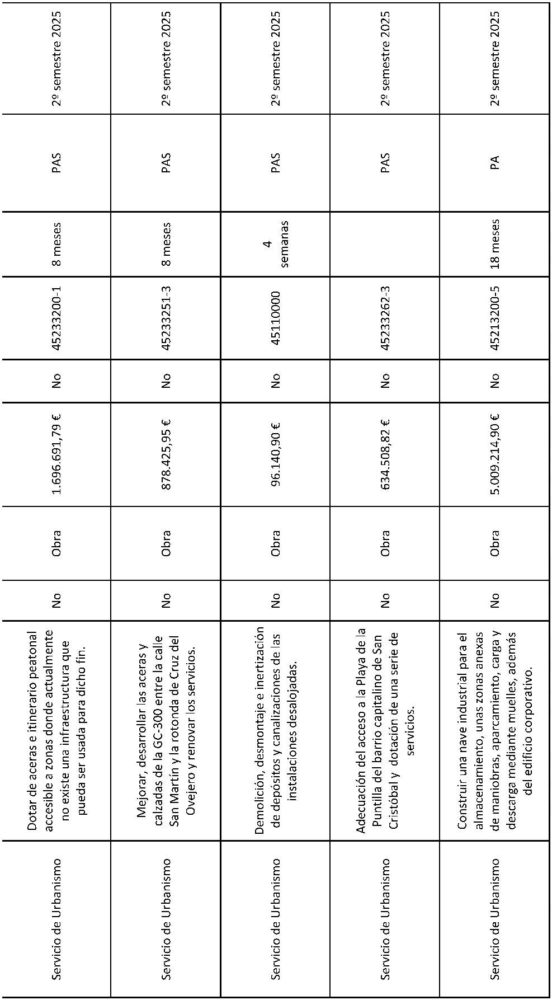 Servicio de Urbanismo
Dotar de aceras e itinerario peatonal
accesible a zonas donde actualmente
no existe una infraestructura que
pueda ser usada para dicho fin.
No
Obra
1.696.691,79 €
No
45233200-1
8 meses
PAS
2º semestre 2025
Servicio de Urbanismo
Mejorar, desarrollar las aceras y
calzadas de la GC-300 entre la calle
San Martín y la rotonda de Cruz del
Ovejero y renovar los servicios.
No
Obra
878.425,95 €
No
45233251-3
8 meses
PAS
2º semestre 2025
Servicio de Urbanismo
Demolición, desmontaje e inertización
de depósitos y canalizaciones de las
instalaciones desalojadas.
No
Obra
96.140,90 €
No
45110000
4
semanas
PAS
2º semestre 2025
Servicio de Urbanismo
Adecuación del acceso a la Playa de la
Puntilla del barrio capitalino de San
Cristóbal y  dotación de una serie de
servicios.
No
Obra
634.508,82 €
No
45233262-3
PAS
2º semestre 2025
Servicio de Urbanismo
Construir una nave industrial para el
almacenamiento, unas zonas anexas
de maniobras, aparcamiento, carga y
descarga mediante muelles, además
del edificio corporativo.
No
Obra
5.009.214,90 €
No
45213200-5
18 meses
PA
2º semestre 2025